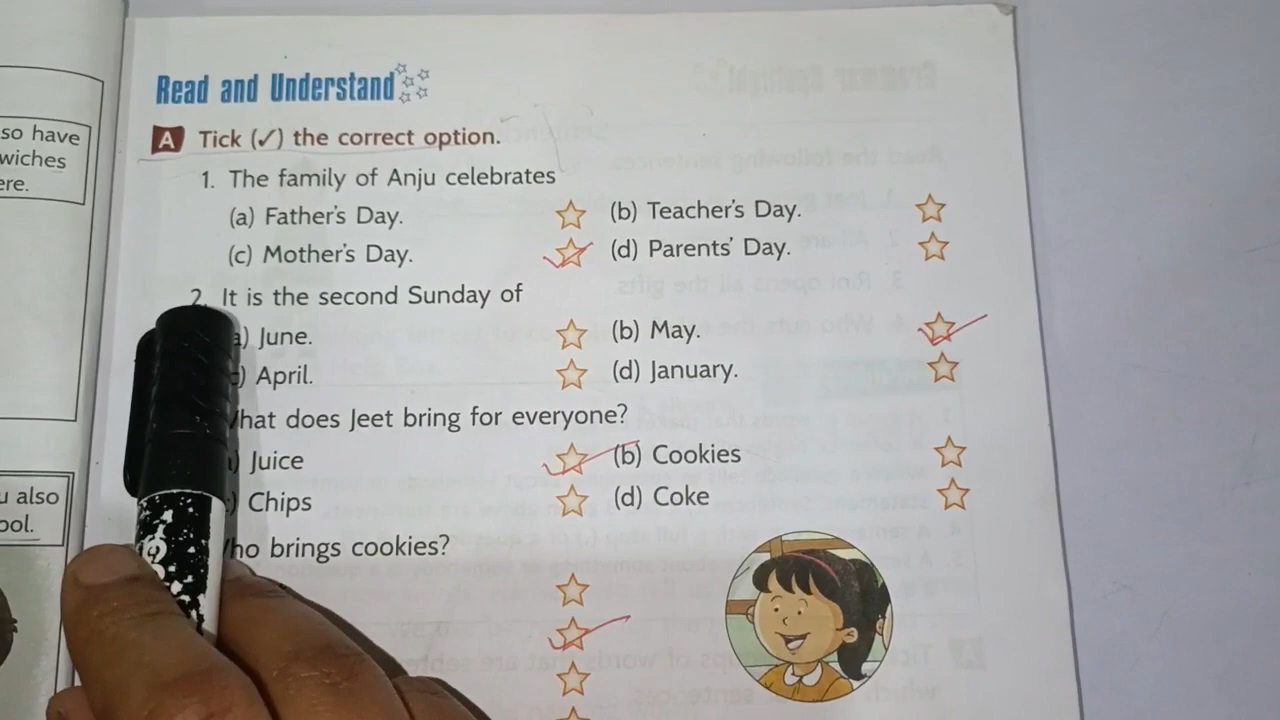 so have
wiches
ere.
u also
ool.
Read and Understand
A Tick (✓) the correct option.
1. The family of Anju celebrates
(a) Father's Day. (b) Teacher's Day.
(c) Mother's Day. (d) Parents' Day.
2. It is the second Sunday of
a) June. (b) May.
) April. (d) January.
hat does Jeet bring for everyone?
) Juice (b) Cookies
) Chips (d) Coke
ho brings cookies?